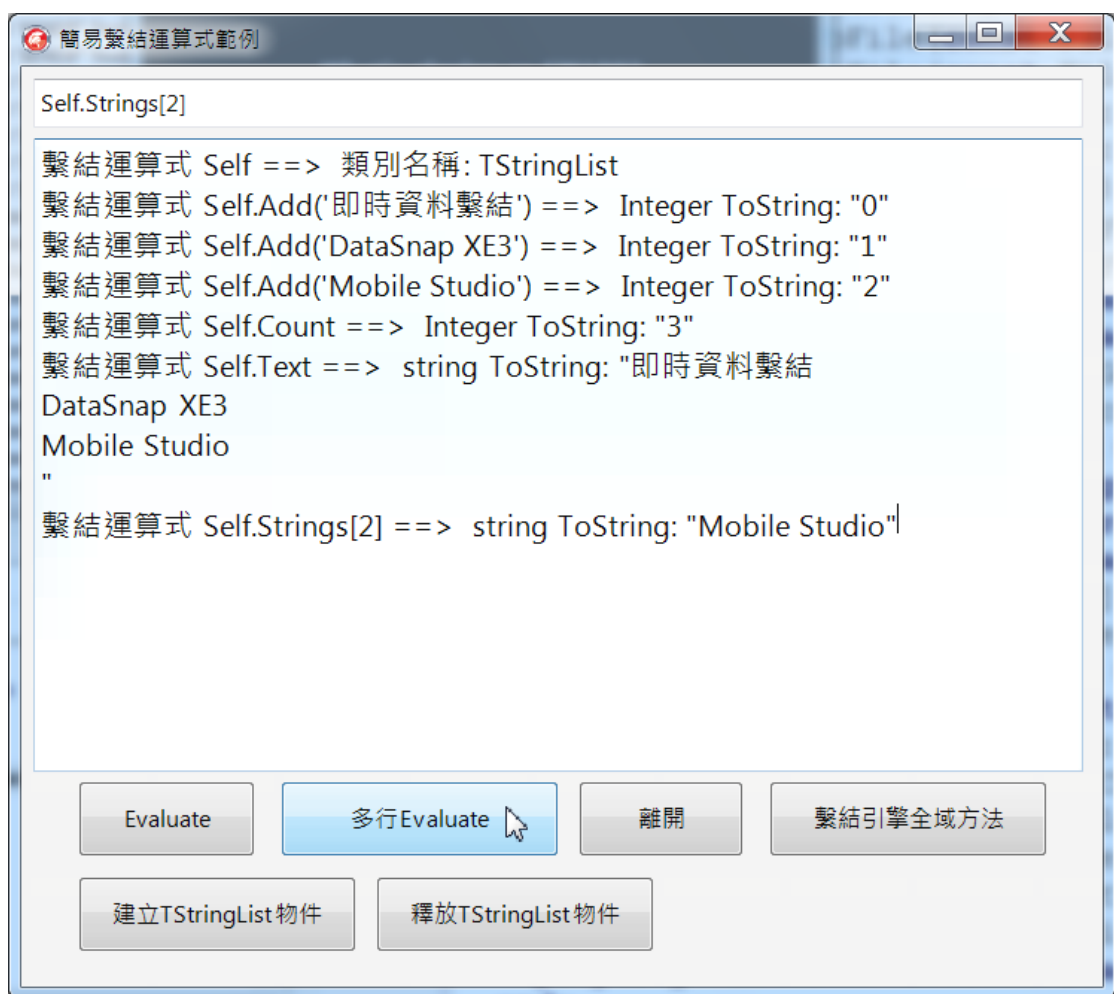 簡易繫結運算式範例
Self.Strings[2]
繫結運算式 Self ==> 類別名稱: TStringList
繫結運算式 Self.Add('即時資料繫結') ==> Integer ToString: "0"
繫結運算式 Self.Add('DataSnap XE3') ==> Integer ToString: "1"
繫結運算式 Self.Add('Mobile Studio') ==> Integer ToString: "2"
繫結運算式 Self.Count ==> Integer ToString: "3"
繫結運算式 Self.Text ==> string ToString: "即時資料繫結
DataSnap XE3
Mobile Studio
"
繫結運算式 Self.Strings[2] ==> string ToString: "Mobile Studio"
Evaluate 多行Evaluate 離開 繫結引擎全域方法
建立TStringList物件 釋放TStringList物件